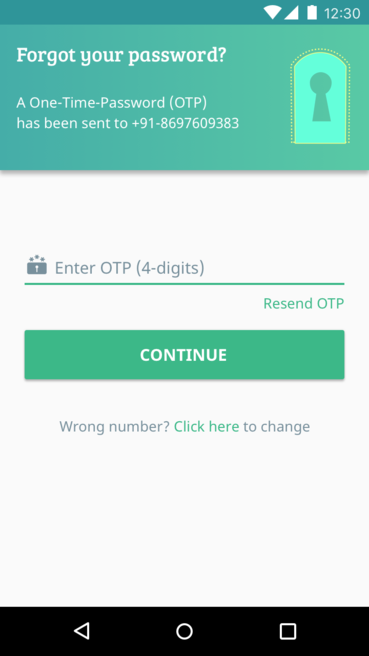 12:30
Forgot your password?
A One-Time-Password (OTP)
has been sent to +91-8697609383
Enter OTP (4-digits)
Resend OTP
CONTINUE
Wrong number? Click here to change